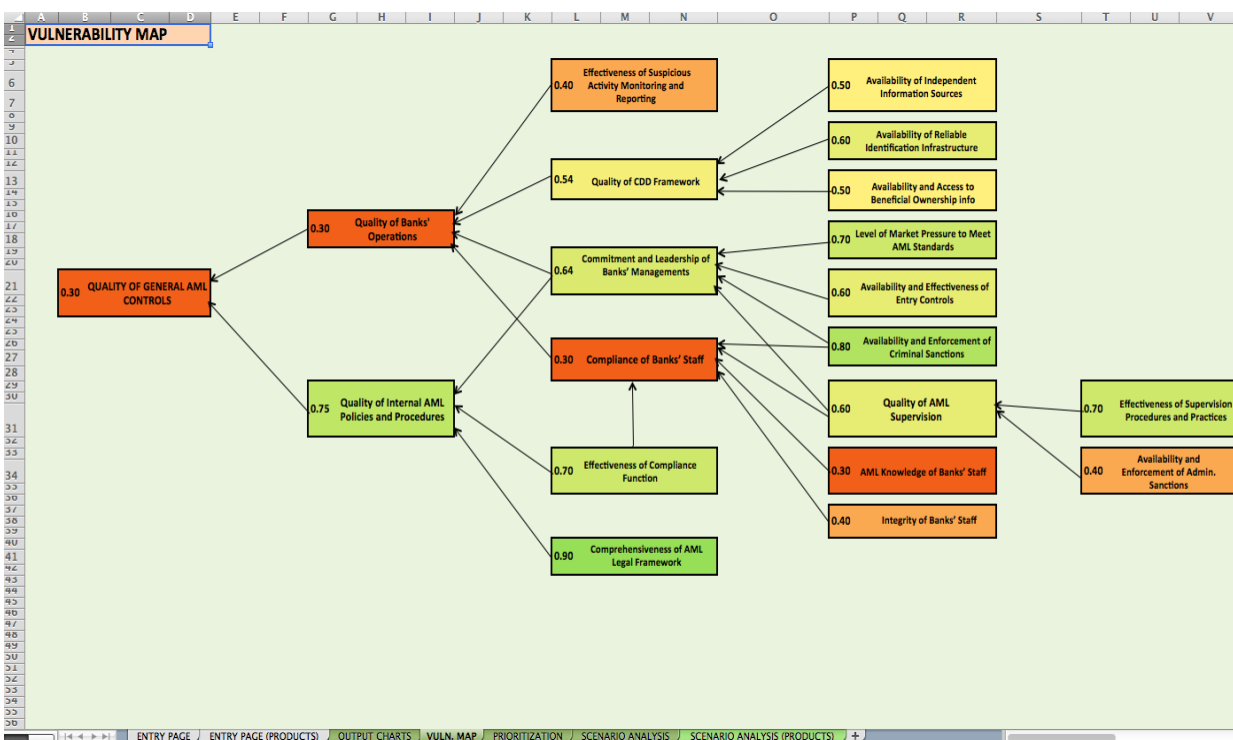 A B C D E F G H I J K L M N O P Q R S T U V
VULNERABILITY MAP
0.30 QUALITY OF GENERAL AML
CONTROLS
0.30 Quality of Banks'
Operations
0.75 Quality of Internal AML
Policies and Procedures
0.40 Effectiveness of Suspicious
Activity Monitoring and
Reporting
0.54 Quality of CDD Framework
0.64 Commitment and Leadership of
Banks' Managements
0.30 Compliance of Banks' Staff
0.70 Effectiveness of Compliance
Function
0.90 Comprehensiveness of AML
Legal Framework
0.50 Availability of Independent
Information Sources
0.60 Availability of Reliable
Identification Infrastructure
0.50 Availability and Access to
Beneficial Ownership info
0.70 Level of Market Pressure to Meet
AML Standards
0.60 Availability and Effectiveness of
Entry Controls
0.80 Availability and Enforcement of
Criminal Sanctions
0.60 Quality of AML
Supervision
0.30 AML Knowledge of Banks' Staff
0.40 Integrity of Banks' Staff
0.70 Effectiveness of Supervision
Procedures and Practices
0.40 Availability and
Enforcement of Admin.
Sanctions
ENTRY PAGE ENTRY PAGE (PRODUCTS) OUTPUT CHARTS VULN. MAP PRIORITIZATION SCENARIO ANALYSIS SCENARIO ANALYSIS (PRODUCTS) +